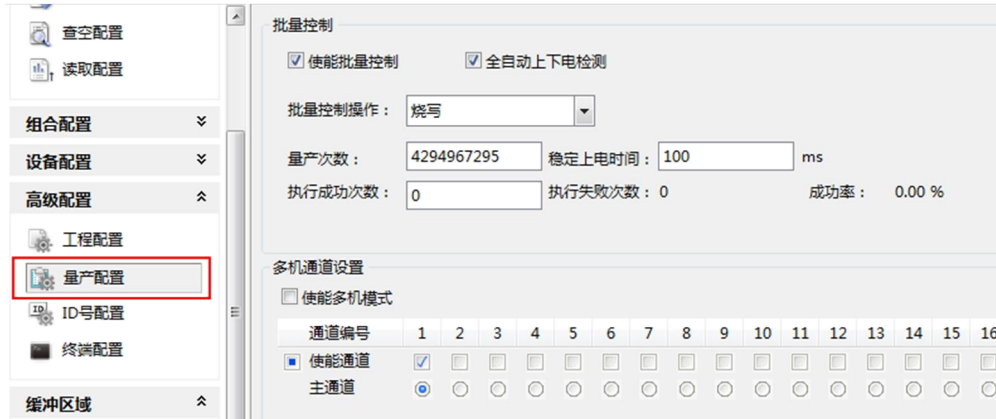 查空配置
读取配置
组合配置
设备配置
高级配置
工程配置
量产配置
ID号配置
终端配置
缓冲区域
批量控制
使能批量控制 全自动上下电检测
批量控制操作： 烧写
量产次数： 4294967295 稳定上电时间： 100 ms
执行成功次数： 0 执行失败次数： 0 成功率： 0.00 %
多机通道设置
使能多机模式
通道编号 1 2 3 4 5 6 7 8 9 10 11 12 13 14 15 16
使能通道
主通道